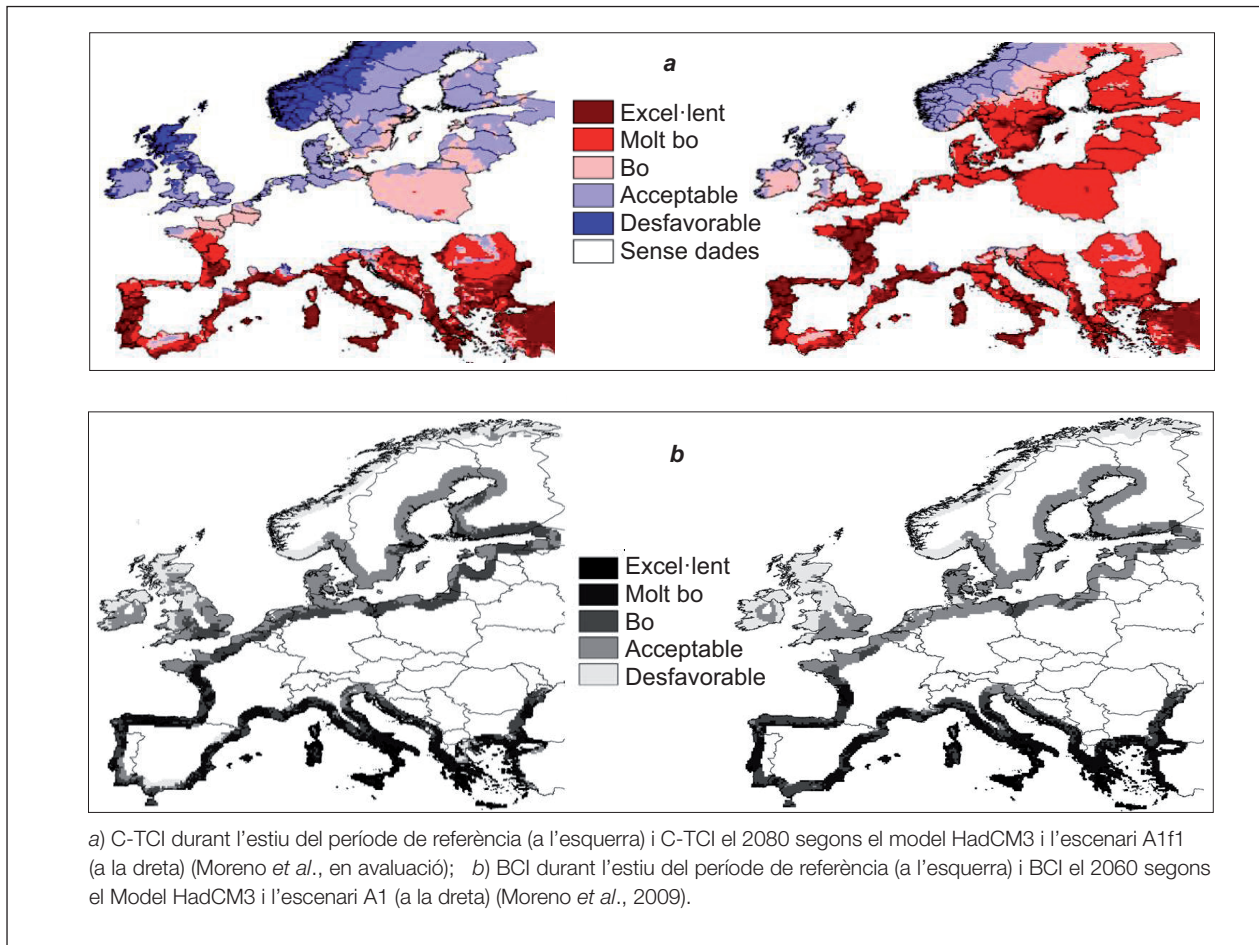 a
Excel·lent
Molt bo
Bo
Acceptable
Desfavorable
Sense dades
b
Excel·lent
Molt bo
Bo
Acceptable
Desfavorable
a) C-TCI durant l'estiu del període de referència (a l'esquerra) i C-TCI el 2080 segons el model HadCM3 i l'escenari A1f1
(a la dreta) (Moreno et al., en avaluació); b) BCI durant l'estiu del període de referència (a l'esquerra) i BCI el 2060 segons
el Model HadCM3 i l'escenari A1 (a la dreta) (Moreno et al., 2009).